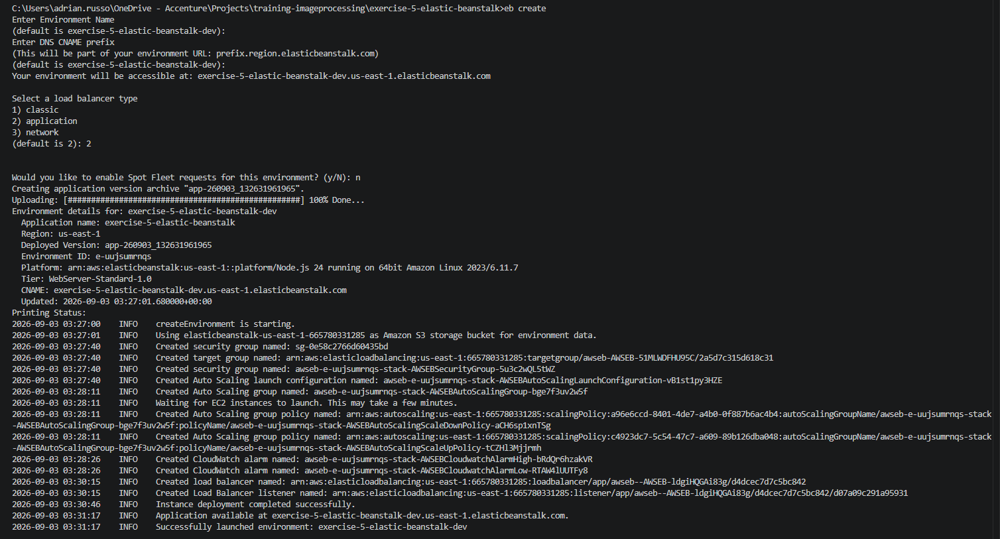 C:\Users\adrian.russo\OneDrive - Accenture\Projects\training-imageprocessing\exercise-5-elastic-beanstalk>eb create
Enter Environment Name
(default is exercise-5-elastic-beanstalk-dev):
Enter DNS CNAME prefix
(This will be part of your environment URL: prefix.region.elasticbeanstalk.com)
(default is exercise-5-elastic-beanstalk-dev):
Your environment will be accessible at: exercise-5-elastic-beanstalk-dev.us-east-1.elasticbeanstalk.com
Select a load balancer type
1) classic
2) application
3) network
(default is 2): 2
Would you like to enable Spot Fleet requests for this environment? (y/N): n
Creating application version archive "app-260903_132631961965".
Uploading: [##################################################] 100% Done...
Environment details for: exercise-5-elastic-beanstalk-dev
  Application name: exercise-5-elastic-beanstalk
  Region: us-east-1
  Deployed Version: app-260903_132631961965
  Environment ID: e-uujsumrnqs
  Platform: arn:aws:elasticbeanstalk:us-east-1::platform/Node.js 24 running on 64bit Amazon Linux 2023/6.11.7
  Tier: WebServer-Standard-1.0
  CNAME: exercise-5-elastic-beanstalk-dev.us-east-1.elasticbeanstalk.com
  Updated: 2026-09-03 03:27:01.680000+00:00
Printing Status:
2026-09-03 03:27:00    INFO    createEnvironment is starting.
2026-09-03 03:27:01    INFO    Using elasticbeanstalk-us-east-1-665780331285 as Amazon S3 storage bucket for environment data.
2026-09-03 03:27:40    INFO    Created security group named: sg-0e58c2766d60435bd
2026-09-03 03:27:40    INFO    Created target group named: arn:aws:elasticloadbalancing:us-east-1:665780331285:targetgroup/awseb-AWSEB-51MLWDFHU95C/2a5d7c315d618c31
2026-09-03 03:27:40    INFO    Created security group named: awseb-e-uujsumrnqs-stack-AWSEBSecurityGroup-5u3c2wQL5tWZ
2026-09-03 03:27:40    INFO    Created Auto Scaling launch configuration named: awseb-e-uujsumrnqs-stack-AWSEBAutoScalingLaunchConfiguration-vB1st1py3HZE
2026-09-03 03:28:11    INFO    Created Auto Scaling group named: awseb-e-uujsumrnqs-stack-AWSEBAutoScalingGroup-bge7f3uv2w5f
2026-09-03 03:28:11    INFO    Waiting for EC2 instances to launch. This may take a few minutes.
2026-09-03 03:28:11    INFO    Created Auto Scaling group policy named: arn:aws:autoscaling:us-east-1:665780331285:scalingPolicy:a96e6ccd-8401-4de7-a4b0-0f887b6ac4b4:autoScalingGroupName/awseb-e-uujsumrnqs-stack
-AWSEBAutoScalingGroup-bge7f3uv2w5f:policyName/awseb-e-uujsumrnqs-stack-AWSEBAutoScalingScaleDownPolicy-aCH6sp1xnTSg
2026-09-03 03:28:11    INFO    Created Auto Scaling group policy named: arn:aws:autoscaling:us-east-1:665780331285:scalingPolicy:c4923dc7-5c54-47c7-a609-89b126dba048:autoScalingGroupName/awseb-e-uujsumrnqs-stack
-AWSEBAutoScalingGroup-bge7f3uv2w5f:policyName/awseb-e-uujsumrnqs-stack-AWSEBAutoScalingScaleUpPolicy-tCZHl3Mjjrmh
2026-09-03 03:28:26    INFO    Created CloudWatch alarm named: awseb-e-uujsumrnqs-stack-AWSEBCloudwatchAlarmHigh-bRdQr6hzakVR
2026-09-03 03:28:26    INFO    Created CloudWatch alarm named: awseb-e-uujsumrnqs-stack-AWSEBCloudwatchAlarmLow-RTAW4lUUTFy8
2026-09-03 03:30:15    INFO    Created load balancer named: arn:aws:elasticloadbalancing:us-east-1:665780331285:loadbalancer/app/awseb--AWSEB-ldgiHQGAi83g/d4dcec7d7c5bc842
2026-09-03 03:30:15    INFO    Created Load Balancer listener named: arn:aws:elasticloadbalancing:us-east-1:665780331285:listener/app/awseb--AWSEB-ldgiHQGAi83g/d4dcec7d7c5bc842/d07a09c291a95931
2026-09-03 03:30:46    INFO    Instance deployment completed successfully.
2026-09-03 03:31:17    INFO    Application available at exercise-5-elastic-beanstalk-dev.us-east-1.elasticbeanstalk.com.
2026-09-03 03:31:17    INFO    Successfully launched environment: exercise-5-elastic-beanstalk-dev